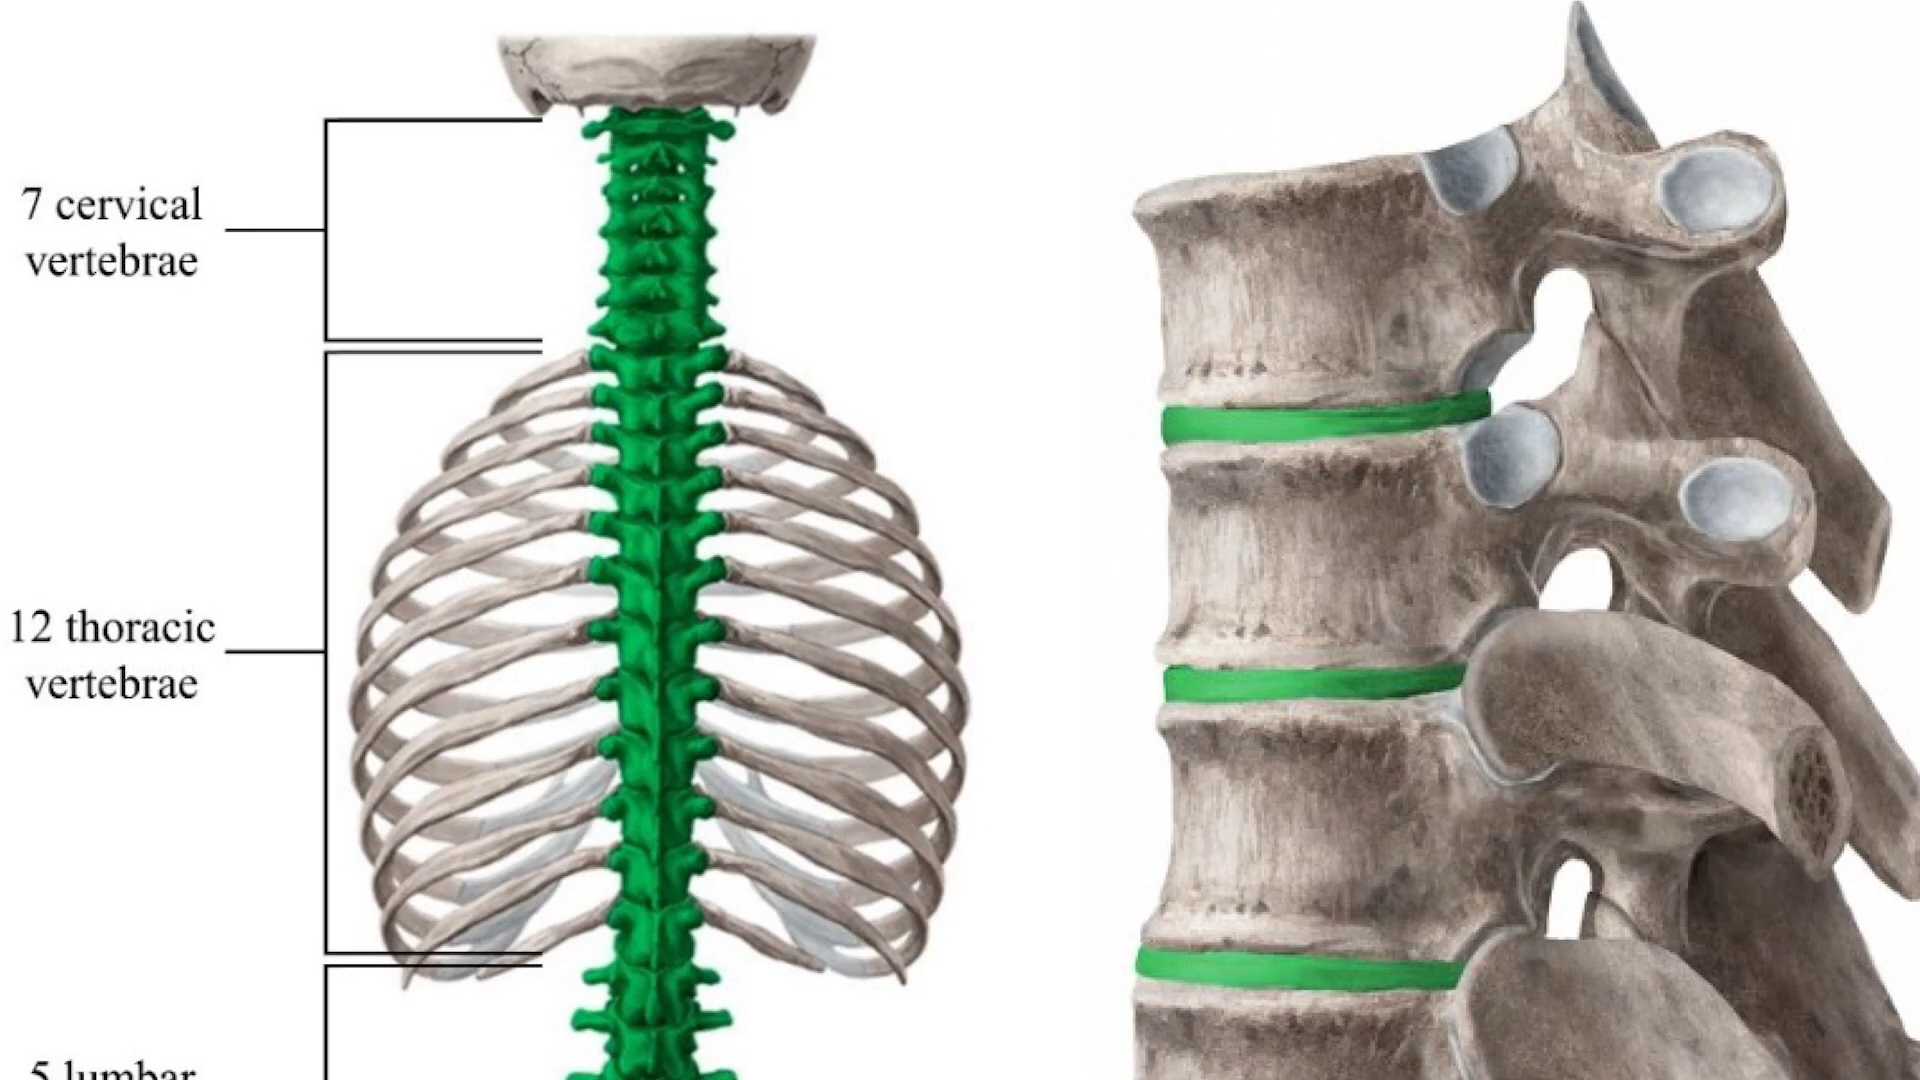 7 cervical
vertebrae
12 thoracic
vertebrae
5 lumbar